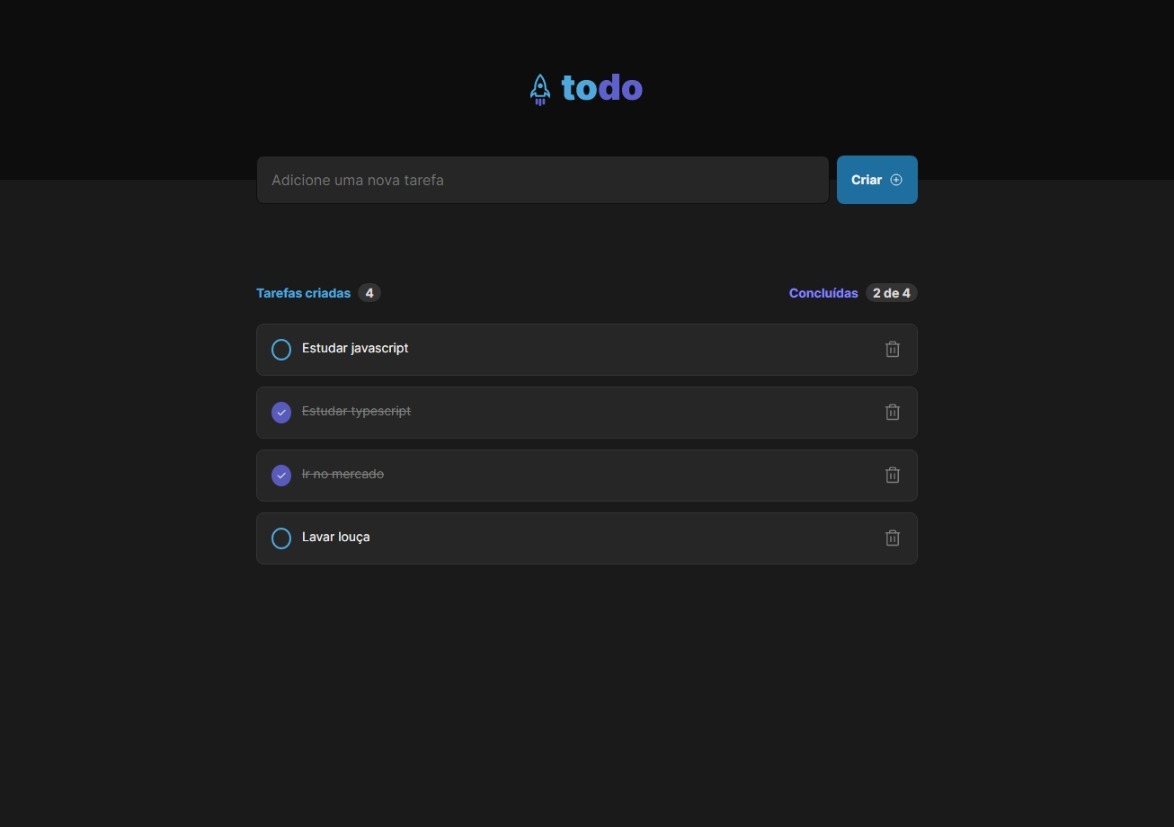 todo
Adicione uma nova tarefa
Criar
Tarefas criadas 4
Concluídas 2 de 4
Estudar javascript
Estudar typescript
Ir no mercado
Lavar louça